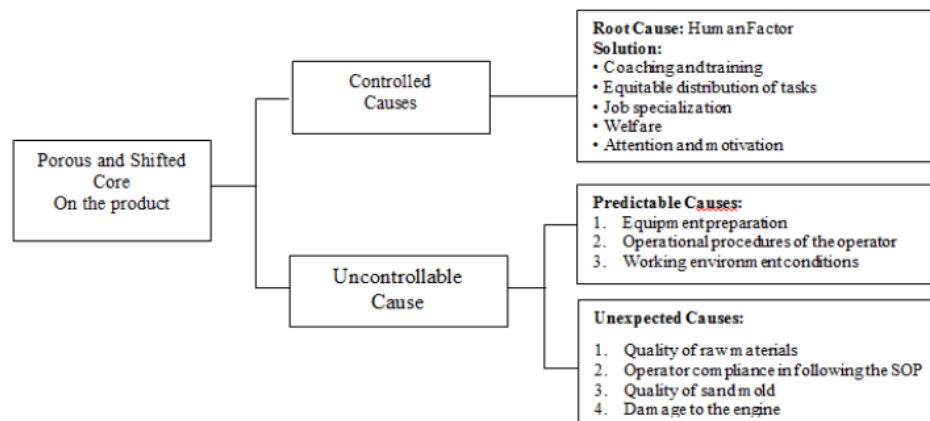 Porous and Shifted
Core
On the product
Controlled
Causes
Uncontrollable
Cause
Root Cause: Human Factor
Solution:
• Coaching and training
• Equitable distribution of tasks
• Job specialization
• Welfare
• Attention and motivation
Predictable Causes:
1. Equipment preparation
2. Operational procedures of the operator
3. Working environment conditions
Unexpected Causes:
1. Quality of raw materials
2. Operator compliance in following the SOP
3. Quality of sand mold
4. Damage to the engine